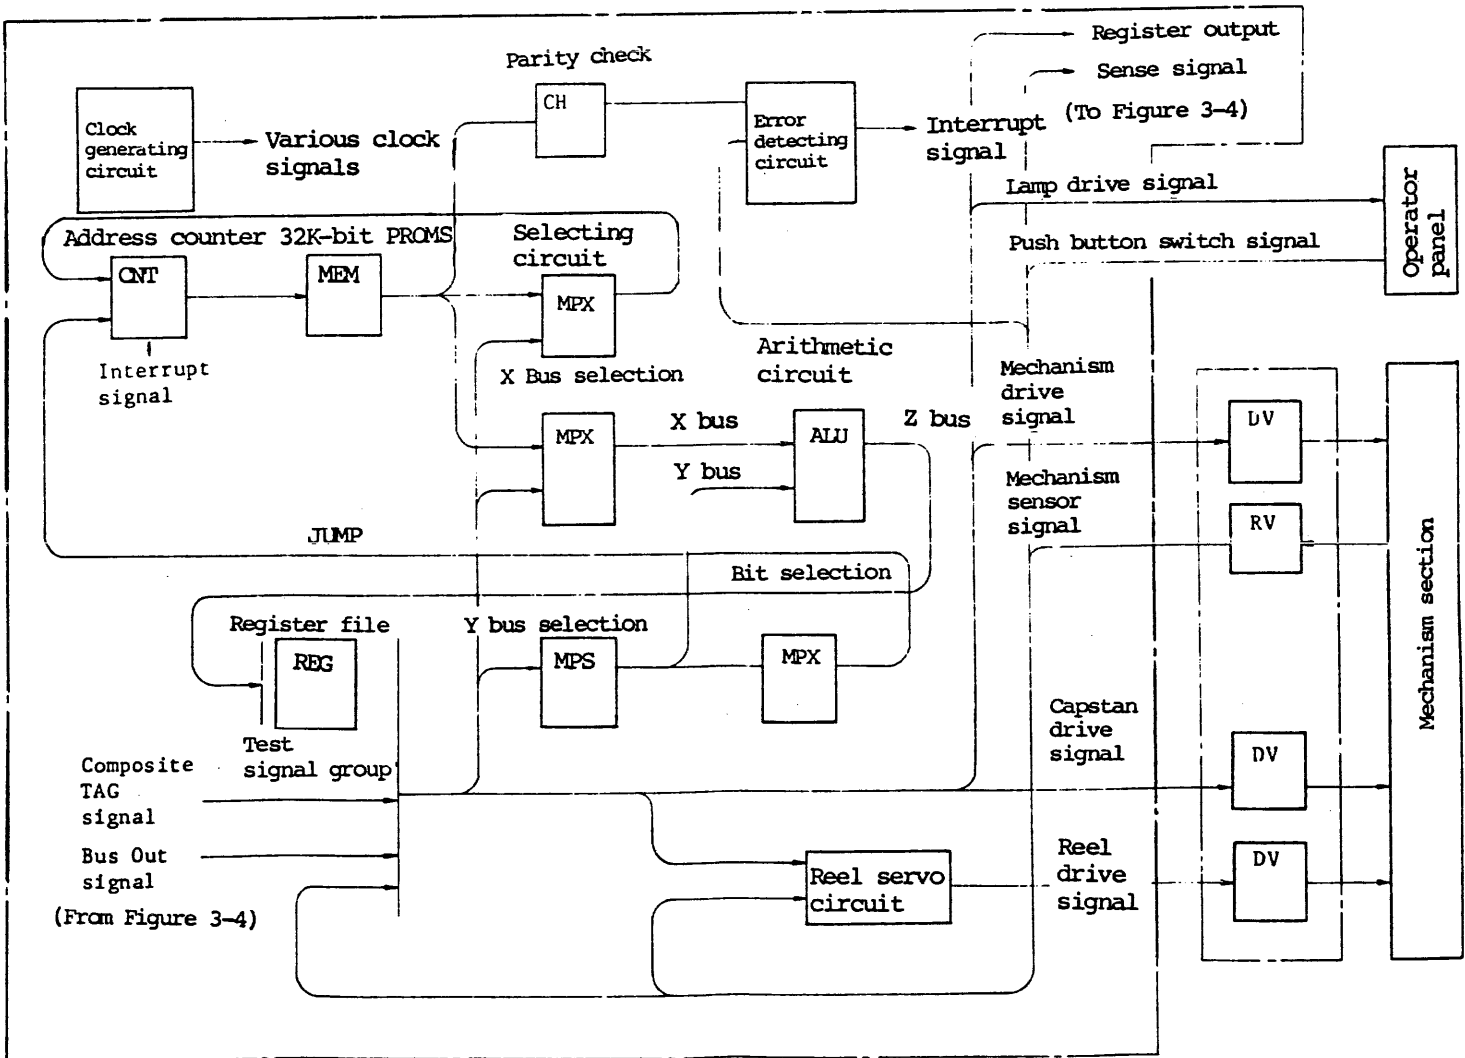 Register output
Sense signal
(To Figure 3-4)
Parity check
CH
Clock
generating
circuit
Various clock
signals
Error
detecting
circuit
Interrupt
signal
Lamp drive signal
Push button switch signal
Operator
panel
Address counter
32K-bit PROMS
Selecting
circuit
CNT
MEM
MPX
Interrupt
signal
X Bus selection
Arithmetic
circuit
Mechanism
drive
signal
MPX
X bus
Y bus
ALU
Z bus
DV
Mechanism
sensor
signal
RV
Mechanism section
JUMP
Bit selection
Register file
REG
Y bus selection
MPS
MPX
Test
signal group
Capstan
drive
signal
DV
Composite
TAG
signal
Bus Out
signal
(From Figure 3-4)
Reel servo
circuit
Reel
drive
signal
DV